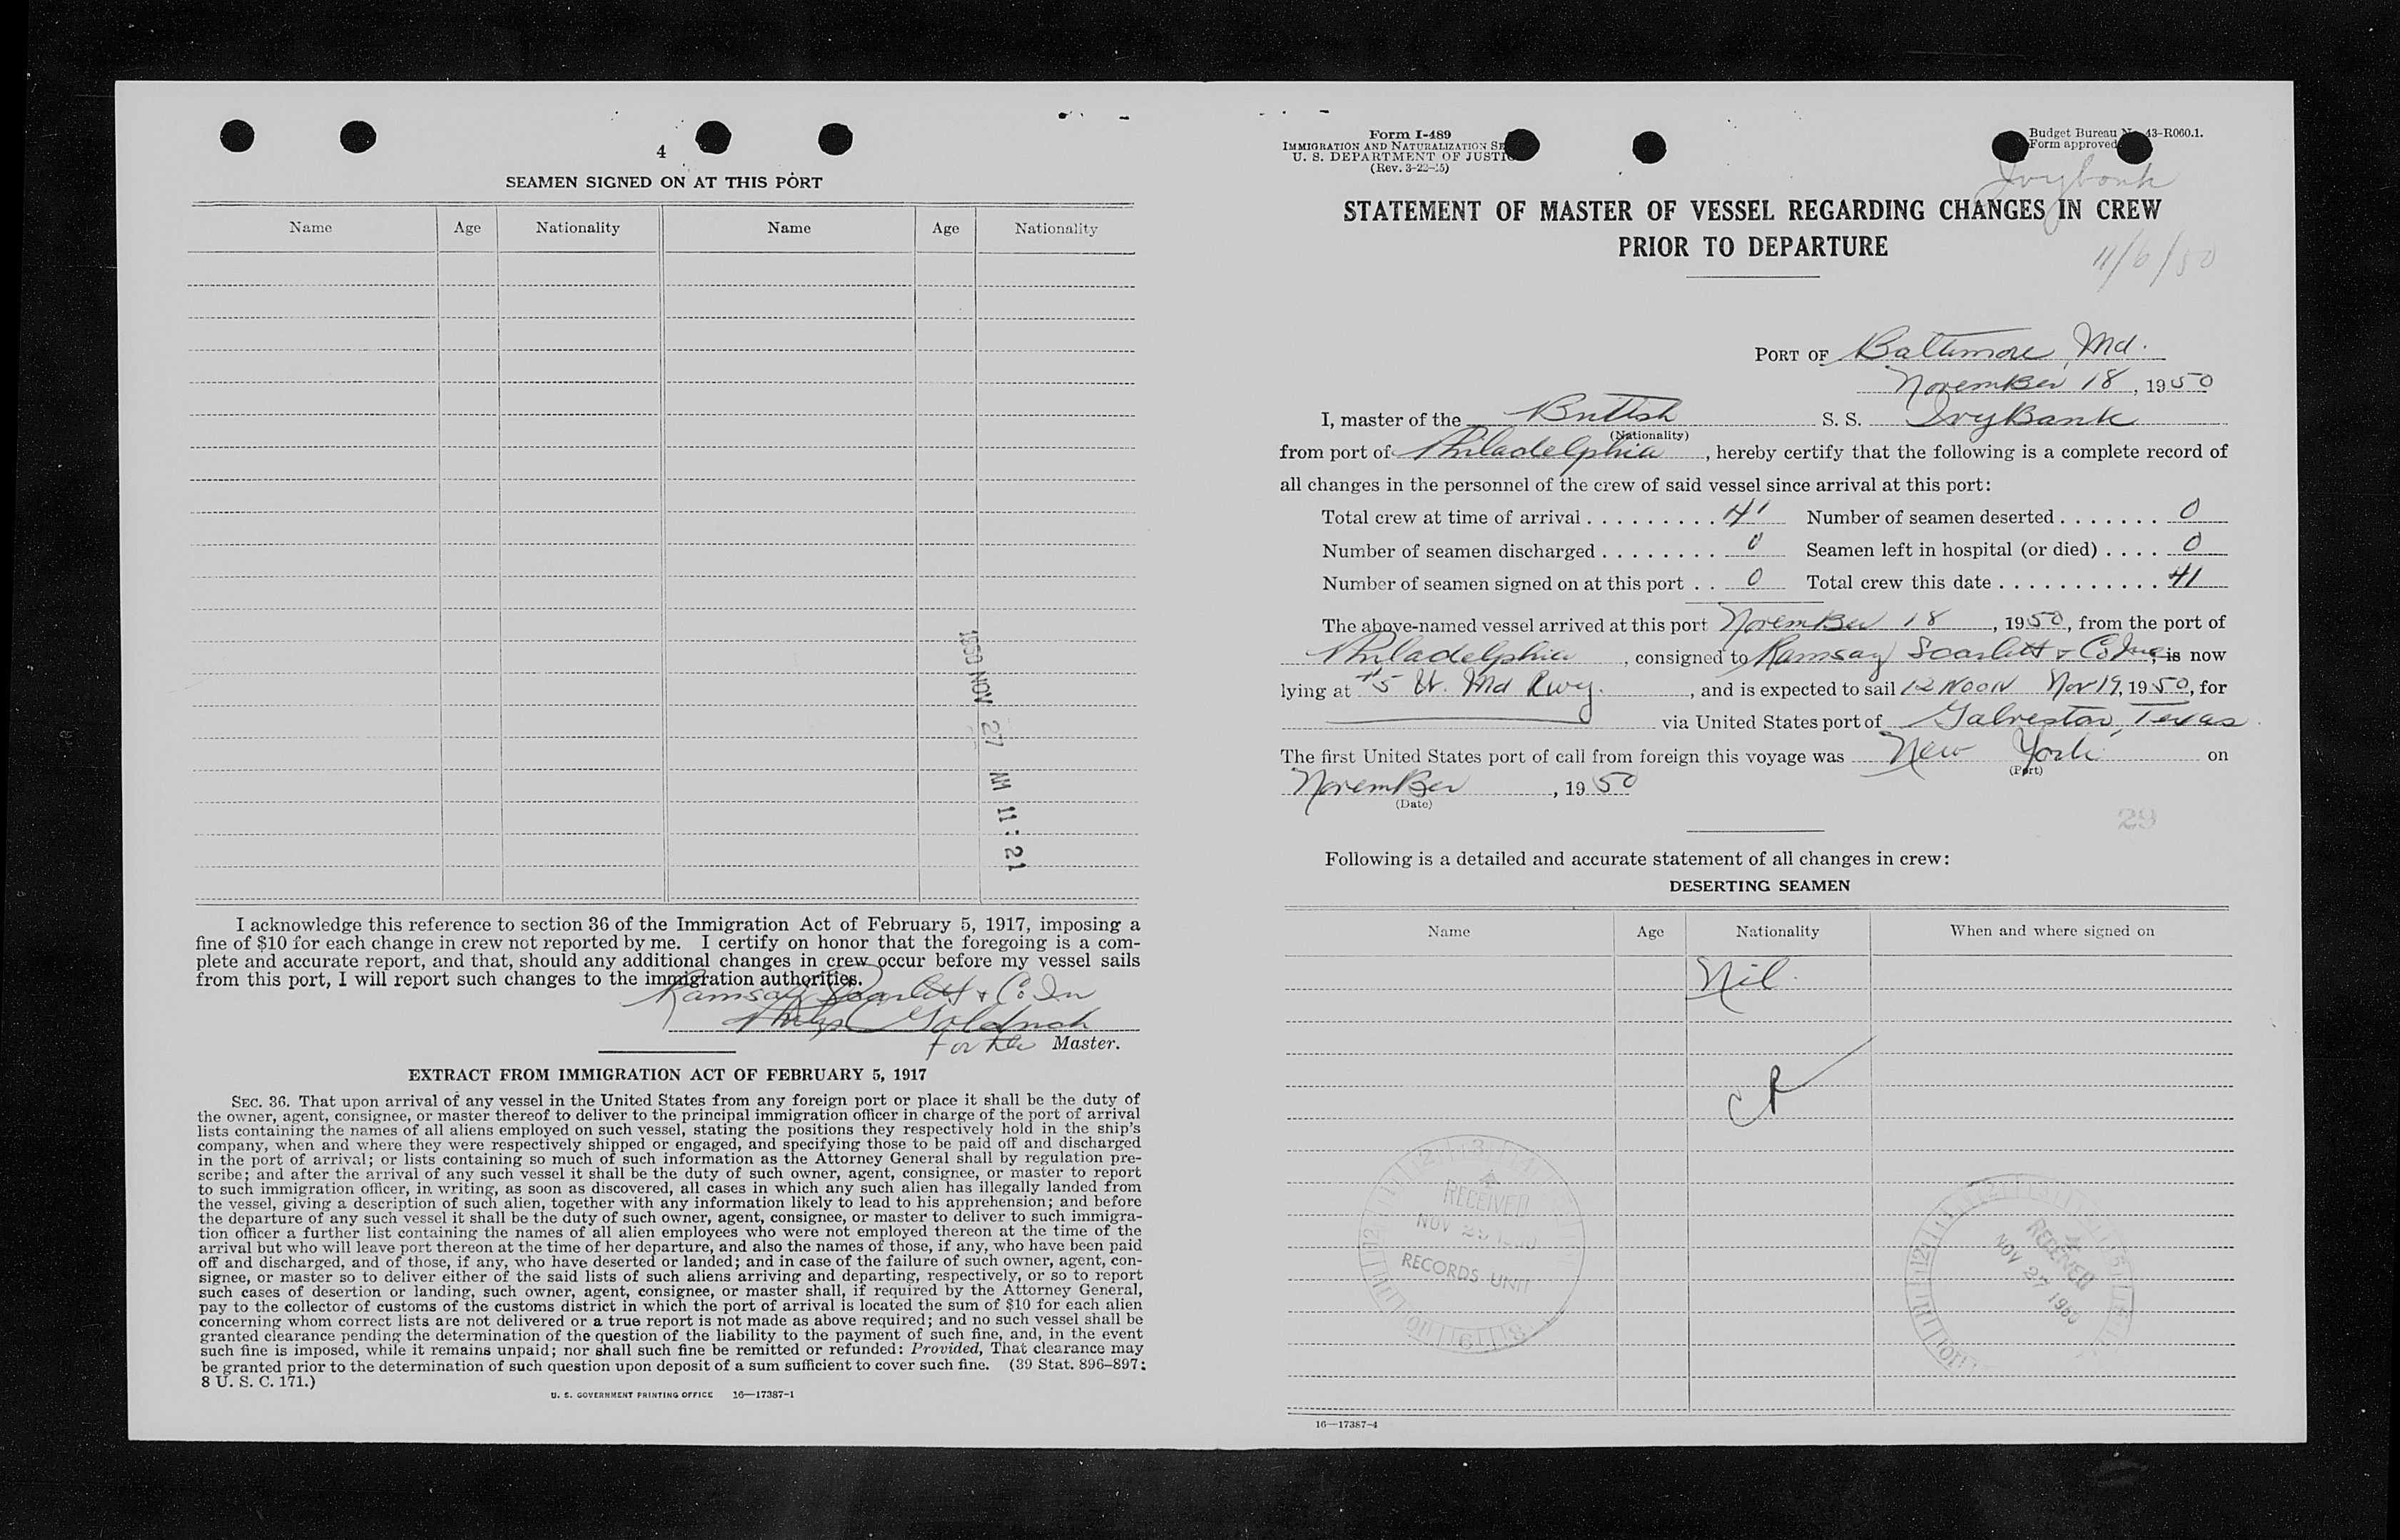 4
SEAMEN SIGNED ON AT THIS PORT
Name Age Nationality Name Age Nationality
1950 NOV 27 AM 11:21
I acknowledge this reference to section 36 of the Immigration Act of February 5, 1917, imposing a
fine of $10 for each change in crew not reported by me. I certify on honor that the foregoing is a com-
plete and accurate report, and that, should any additional changes in crew occur before my vessel sails
from this port, I will report such changes to the immigration authorities.
Ramsay Scarlett & Co In
Goldrich
for the Master.
EXTRACT FROM IMMIGRATION ACT OF FEBRUARY 5, 1917
SEC. 36. That upon arrival of any vessel in the United States from any foreign port or place it shall be the duty of
the owner, agent, consignee, or master thereof to deliver to the principal immigration officer in charge of the port of arrival
lists containing the names of all aliens employed on such vessel, stating the positions they respectively hold in the ship's
company, when and where they were respectively shipped or engaged, and specifying those to be paid off and discharged
in the port of arrival; or lists containing so much of such information as the Attorney General shall by regulation pre-
scribe; and after the arrival of any such vessel it shall be the duty of such owner, agent, consignee, or master to report
to such immigration officer, in writing, as soon as discovered, all cases in which any such alien has illegally landed from
the vessel, giving a description of such alien, together with any information likely to lead to his apprehension; and before
the departure of any such vessel it shall be the duty of such owner, agent, consignee, or master to deliver to such immigra-
tion officer a further list containing the names of all alien employees who were not employed thereon at the time of the
arrival but who will leave port thereon at the time of her departure, and also the names of those, if any, who have been paid
off and discharged, and of those, if any, who have deserted or landed; and in case of the failure of such owner, agent, con-
signee, or master so to deliver either of the said lists of such aliens arriving and departing, respectively, or so to report
such cases of desertion or landing, such owner, agent, consignee, or master shall, if required by the Attorney General,
pay to the collector of customs of the customs district in which the port of arrival is located the sum of $10 for each alien
concerning whom correct lists are not delivered or a true report is not made as above required; and no such vessel shall be
granted clearance pending the determination of the question of the liability to the payment of such fine, and, in the event
such fine is imposed, while it remains unpaid; nor shall such fine be remitted or refunded: Provided, That clearance may
be granted prior to the determination of such question upon deposit of a sum sufficient to cover such fine. (39 Stat. 896-897;
8 U. S. C. 171.)
U. S. GOVERNMENT PRINTING OFFICE 16—17387-1
Form I-489
IMMIGRATION AND NATURALIZATION SE
U. S. DEPARTMENT OF JUSTIC
(Rev. 3-22-45)
Budget Bureau No. 43-R060.1.
Form approved
Ivybank
STATEMENT OF MASTER OF VESSEL REGARDING CHANGES IN CREW
PRIOR TO DEPARTURE
11/6/50
PORT OF Baltimore, Md.
November 18, 1950
I, master of the British S. S. IvyBank
(Nationality)
from port of Philadelphia, hereby certify that the following is a complete record of
all changes in the personnel of the crew of said vessel since arrival at this port:
Total crew at time of arrival . . . . . . . . . 41 Number of seamen deserted . . . . . . . 0
Number of seamen discharged . . . . . . . . 0 Seamen left in hospital (or died) . . . . 0
Number of seamen signed on at this port . . 0 Total crew this date . . . . . . . . . . . 41
The above-named vessel arrived at this port November 18, 1950, from the port of
Philadelphia, consigned to Ramsay Scarlett & Co Inc, is now
lying at #5 W. Md Rwy., and is expected to sail 12 NOON Nov 19, 1950, for
via United States port of Galveston, Texas
The first United States port of call from foreign this voyage was New York on
(Port)
November, 1950
(Date)
29
Following is a detailed and accurate statement of all changes in crew:
DESERTING SEAMEN
Name Age Nationality When and where signed on
Nil.
RECEIVED
NOV
RECORDS UNIT
RECEIVED
NOV 27 1950
16—17387-4